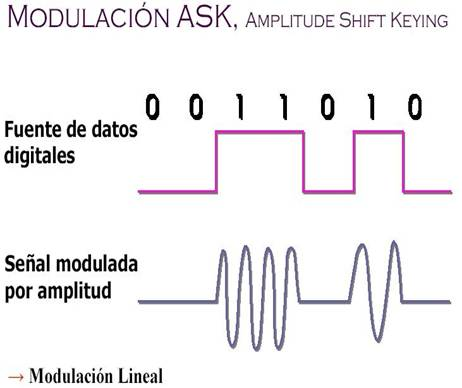 MODULACIÓN ASK, AMPLITUDE SHIFT KEYING
0 0 1 1 0 1 0
Fuente de datos
digitales
Señal modulada
por amplitud
→ Modulación Lineal